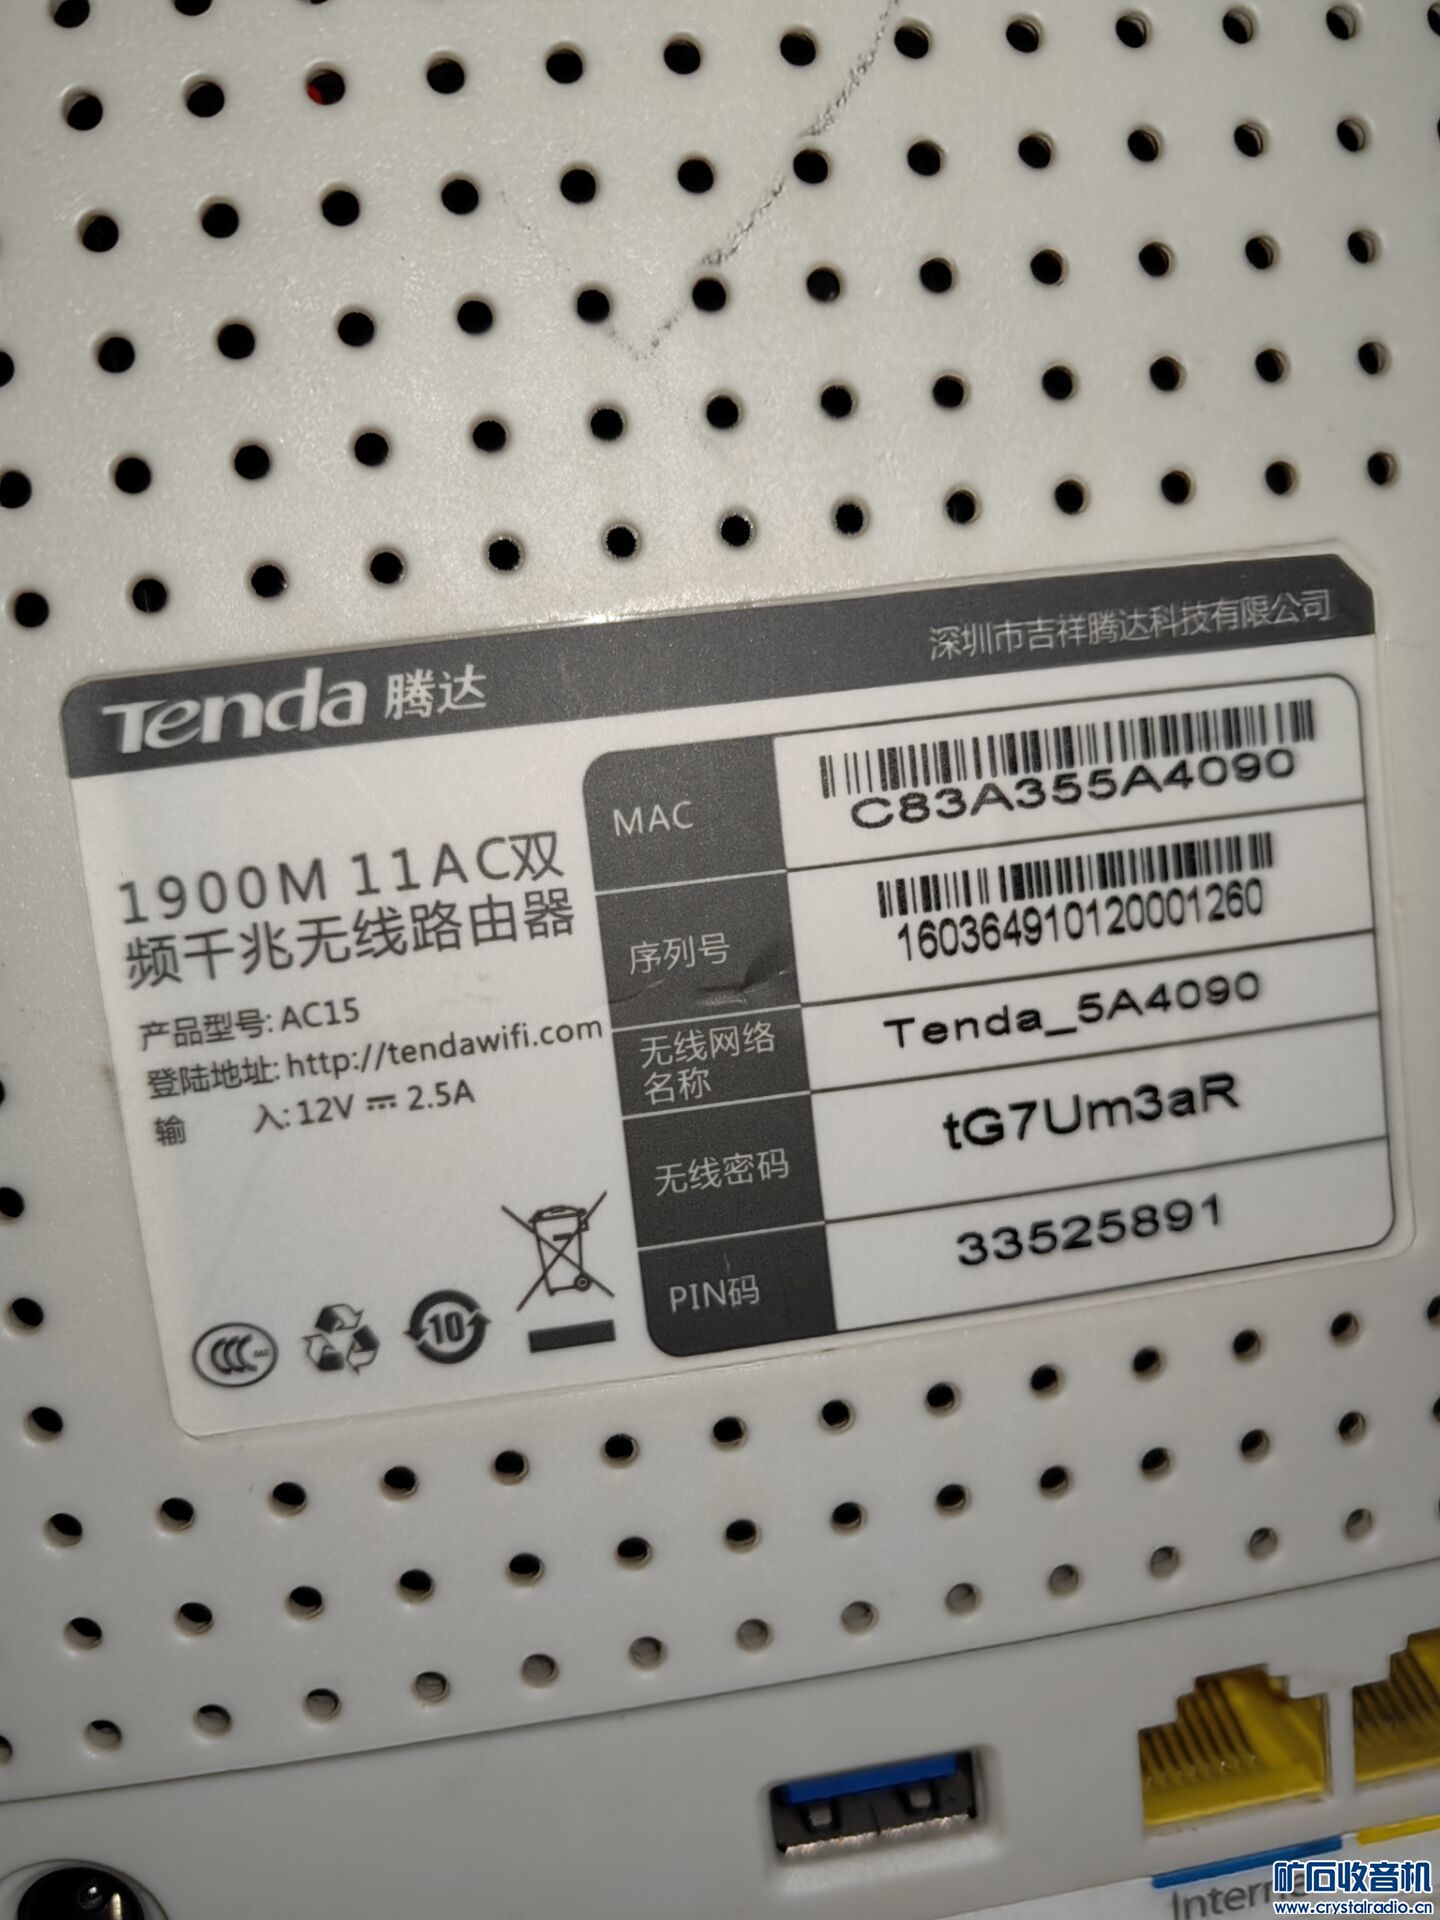 Tenda 腾达
深圳市吉祥腾达科技有限公司
1900M 11AC双
频千兆无线路由器
产品型号: AC15
登陆地址: http://tendawifi.com
输 入: 12V 2.5A
10
MAC
C83A355A4090
序列号
160364910120001260
无线网络
名称
Tenda_5A4090
无线密码
tG7Um3aR
PIN码
33525891
矿石收音机
www.crystalradio.cn